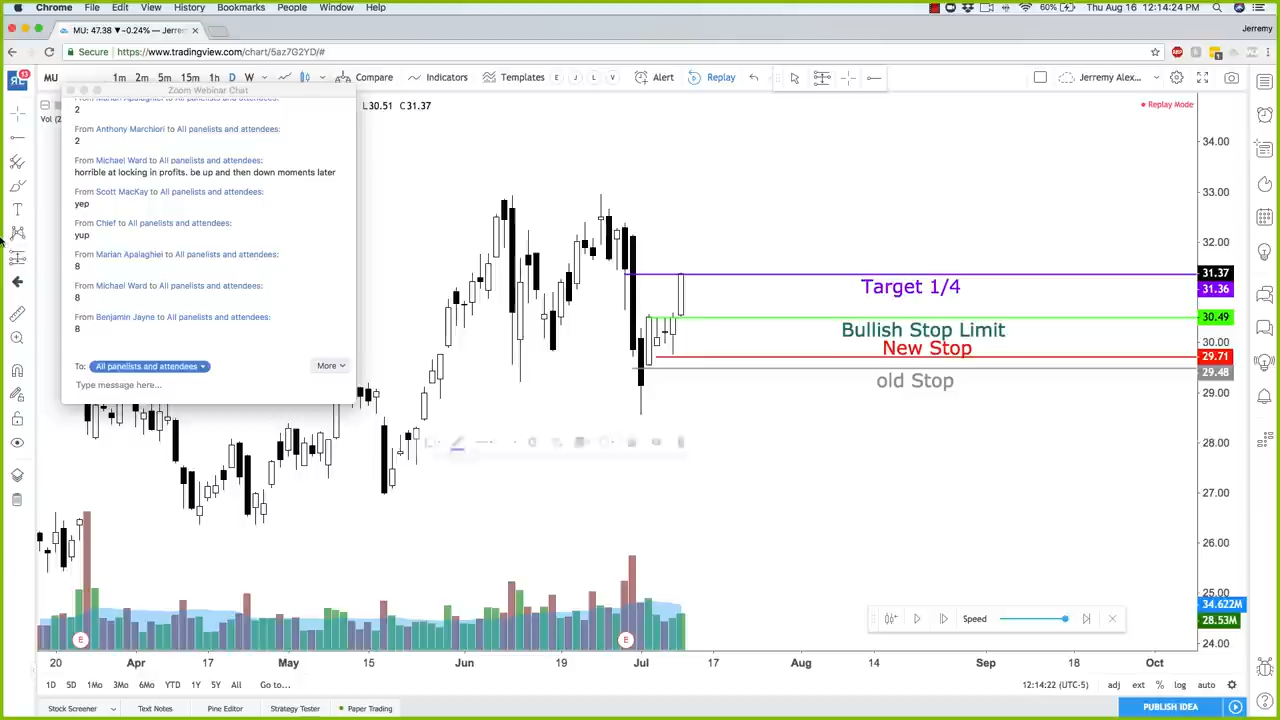 Chrome File Edit View History Bookmarks People Window Help
60% Thu Aug 16 12:14:24 PM
MU: 47.38 ▼−0.24% — Jerrem
Jerremy
Secure https://www.tradingview.com/chart/5az7G2YD/#
MU 1m 2m 5m 15m 1h D W Compare Indicators Templates E J L V Alert Replay Jeremy Alex...
13
Zoom Webinar Chat
L30.51 C31.37
Replay Mode
Vol (2
2
From Anthony Marchiori to All panelists and attendees:
2
From Michael Ward to All panelists and attendees:
horrible at locking in profits. be up and then down moments later
From Scott MacKay to All panelists and attendees:
yep
From Chief to All panelists and attendees:
yup
From Marian Apalaghiei to All panelists and attendees:
8
From Michael Ward to All panelists and attendees:
8
From Benjamin Jayne to All panelists and attendees:
8
To: All panelists and attendees
More
Type message here...
Target 1/4
Bullish Stop Limit
New Stop
old Stop
34.00
33.00
32.00
31.37
31.36
30.49
30.00
29.71
29.48
29.00
28.00
27.00
26.00
25.00
34.622M
28.53M
24.00
Speed
E E
20 Apr 17 May 15 Jun 19 Jul 17 Aug 14 Sep 18 Oct
1D 5D 1Mo 3Mo 6Mo YTD 1Y 5Y All Go to...
12:14:22 (UTC-5) adj ext % log auto
Stock Screener Text Notes Pine Editor Strategy Tester Paper Trading
PUBLISH IDEA